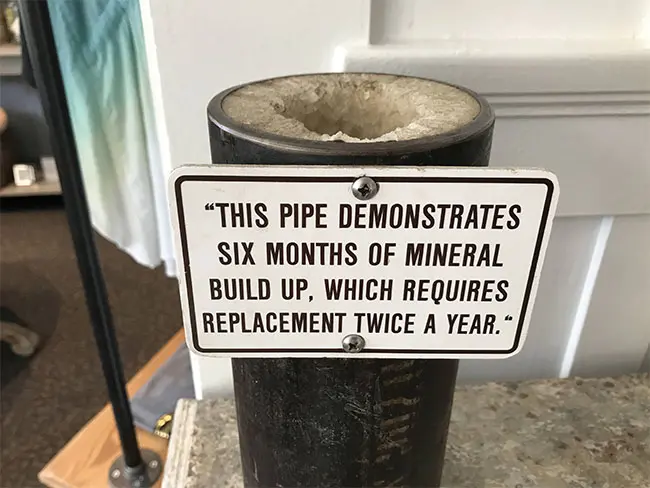 “THIS PIPE DEMONSTRATES
SIX MONTHS OF MINERAL
BUILD UP, WHICH REQUIRES
REPLACEMENT TWICE A YEAR.“